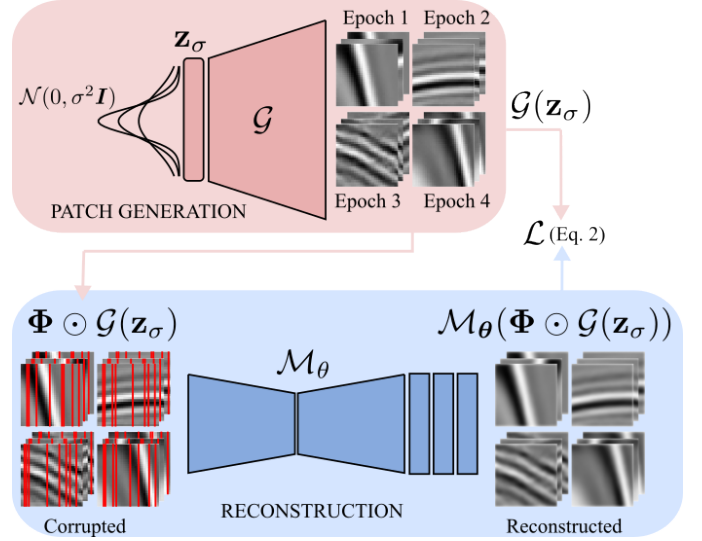 Epoch 1 Epoch 2
𝐳_σ
𝒩(0, σ²𝑰)
𝒢
𝒢(𝐳_σ)
Epoch 3 Epoch 4
PATCH GENERATION
ℒ (Eq. 2)
𝚽 ⊙ 𝒢(𝐳_σ)
ℳ_𝜽(𝚽 ⊙ 𝒢(𝐳_σ))
ℳ_θ
RECONSTRUCTION
Corrupted
Reconstructed